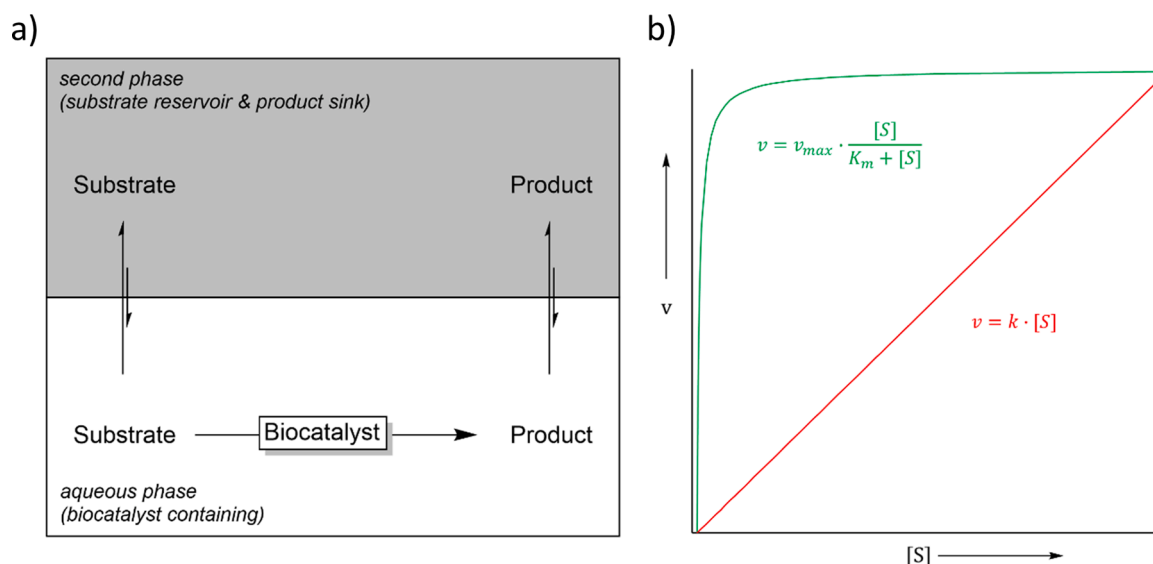 a)
second phase
(substrate reservoir & product sink)
Substrate
Product
Substrate
Biocatalyst
Product
aqueous phase
(biocatalyst containing)
b)
v = v_max · [S] / (K_m + [S])
v
v = k · [S]
[S]